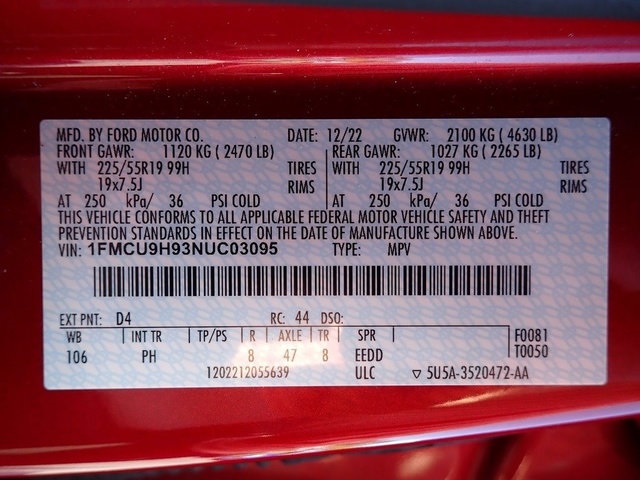 MFD. BY FORD MOTOR CO. DATE: 12/22 GVWR: 2100 KG ( 4630 LB)
FRONT GAWR: 1120 KG ( 2470 LB) REAR GAWR: 1027 KG ( 2265 LB)
WITH 225/55R19 99H TIRES WITH 225/55R19 99H TIRES
19x7.5J RIMS 19x7.5J RIMS
AT 250 kPa/ 36 PSI COLD AT 250 kPa/ 36 PSI COLD
THIS VEHICLE CONFORMS TO ALL APPLICABLE FEDERAL MOTOR VEHICLE SAFETY AND THEFT
PREVENTION STANDARDS IN EFFECT ON THE DATE OF MANUFACTURE SHOWN ABOVE.
VIN: 1FMCU9H93NUC03095 TYPE: MPV
EXT PNT: D4 RC: 44 DSO:
WB INT TR TP/PS R AXLE TR SPR F0081
106 PH 8 47 8 EEDD T0050
1202212055639 ULC ▽ 5U5A-3520472-AA